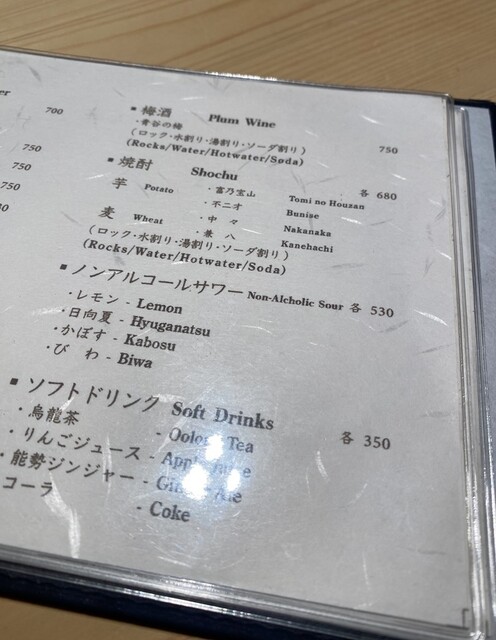 er
700
750
750
750
■ 梅酒 Plum Wine
・青谷の梅 750
(ロック・水割り・湯割り・ソーダ割り)
(Rocks/Water/Hotwater/Soda)
■ 焼酎 Shochu 各 680
芋 Potato ・富乃宝山 Tomi no Houzan
・不二才 Bunise
麦 Wheat ・中々 Nakanaka
・兼八 Kanehachi
(ロック・水割り・湯割り・ソーダ割り)
(Rocks/Water/Hotwater/Soda)
■ ノンアルコールサワー Non-Alcholic Sour 各 530
・レモン - Lemon
・日向夏 - Hyuganatsu
・かぼす - Kabosu
・び わ - Biwa
■ ソフトドリンク Soft Drinks 各 350
・烏龍茶 - Oolong Tea
・りんごジュース - Apple
・能勢ジンジャー - Ginger Ale
コーラ - Coke